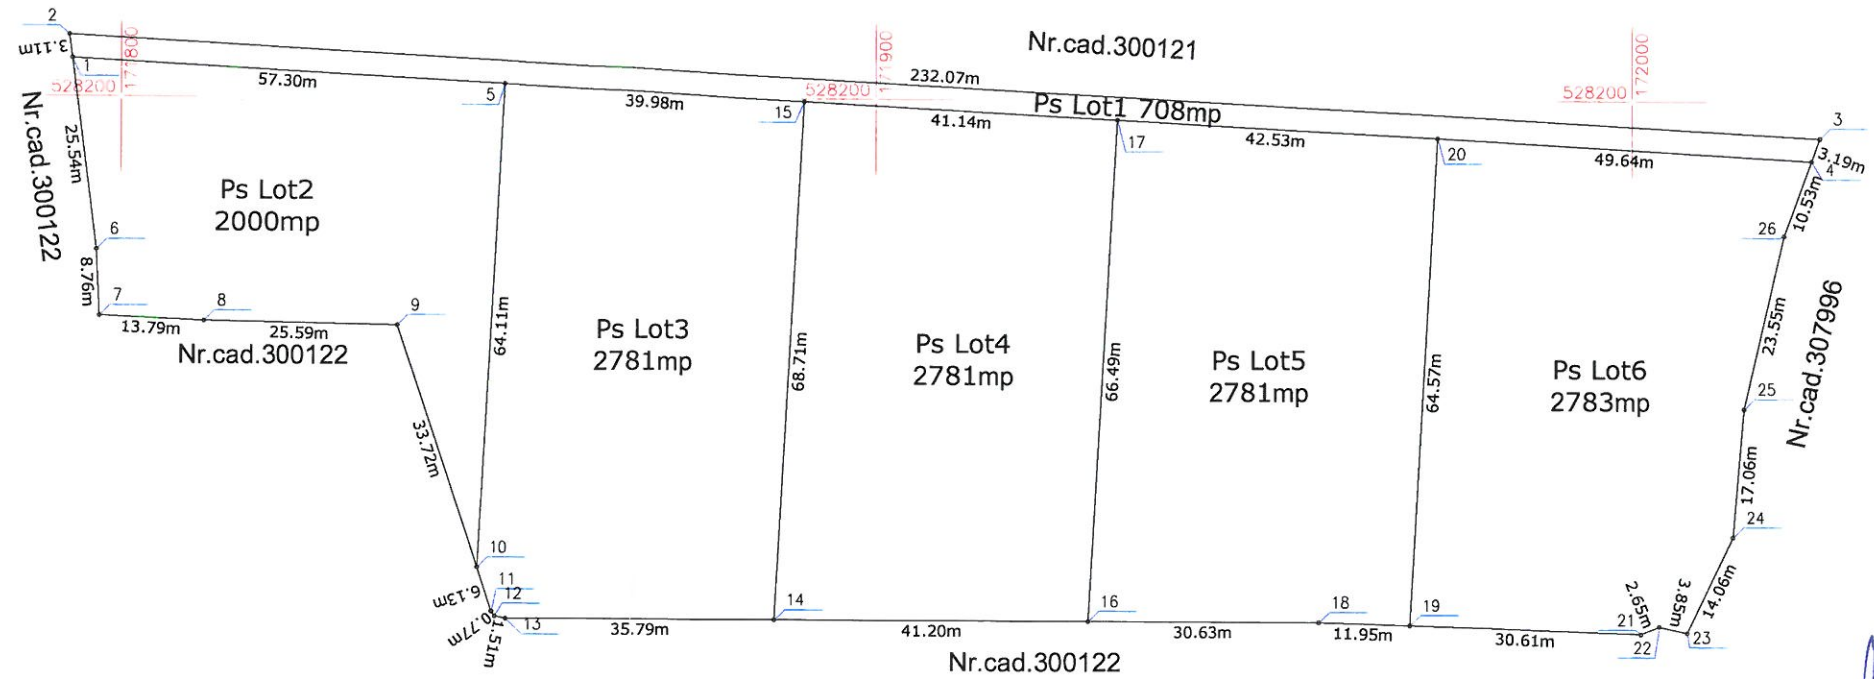 2
3.11m
1
528200
171800
57.30m
5
39.98m
15
528200
171900
232.07m
Nr.cad.300121
Ps Lot1 708mp
41.14m
17
42.53m
20
528200
172000
49.64m
3
3.19m
4
10.53m
26
Nr.cad.300122
25.54m
6
8.76m
7
13.79m
8
25.59m
9
Nr.cad.300122
Ps Lot2
2000mp
33.72m
64.11m
Ps Lot3
2781mp
68.71m
Ps Lot4
2781mp
66.49m
Ps Lot5
2781mp
64.57m
Ps Lot6
2783mp
23.55m
Nr.cad.307996
25
17.06m
24
14.06m
10
6.13m
11
12
0.77m
1.51m
13
35.79m
14
41.20m
16
30.63m
18
11.95m
19
30.61m
21
2.65m
22
3.85m
23
Nr.cad.300122